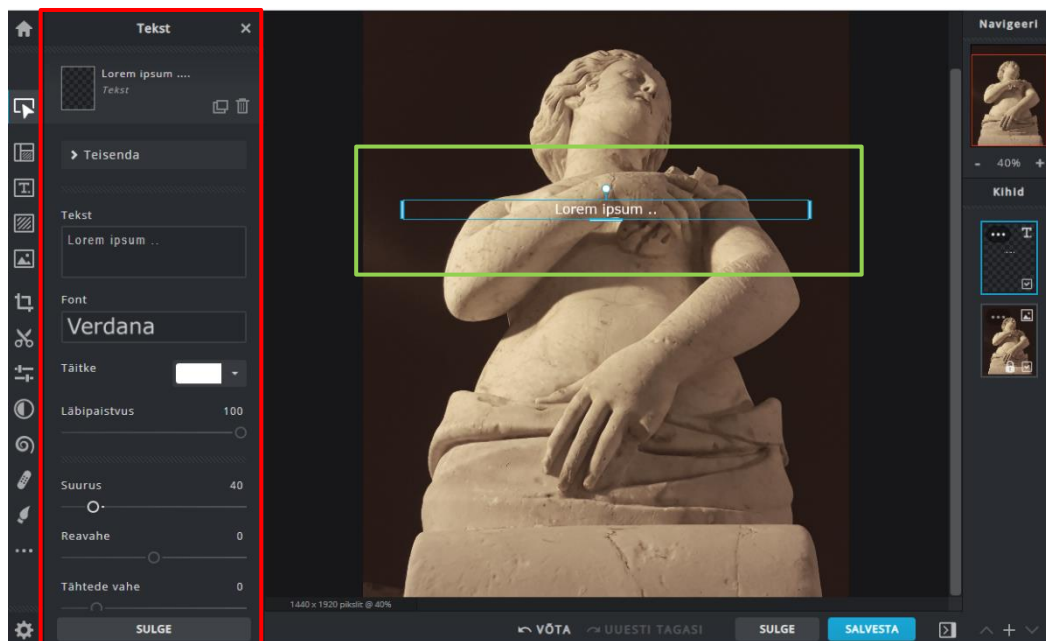 Tekst
Lorem ipsum ....
Tekst
Teisenda
Tekst
Lorem ipsum ..
Font
Verdana
Täitke
Läbipaistvus 100
Suurus 40
Reavahe 0
Tähtede vahe 0
SULGE
Lorem ipsum ..
1440 x 1920 pikslit @ 40%
VÕTA
UUESTI TAGASI
SULGE
SALVESTA
Navigeeri
- 40% +
Kihid